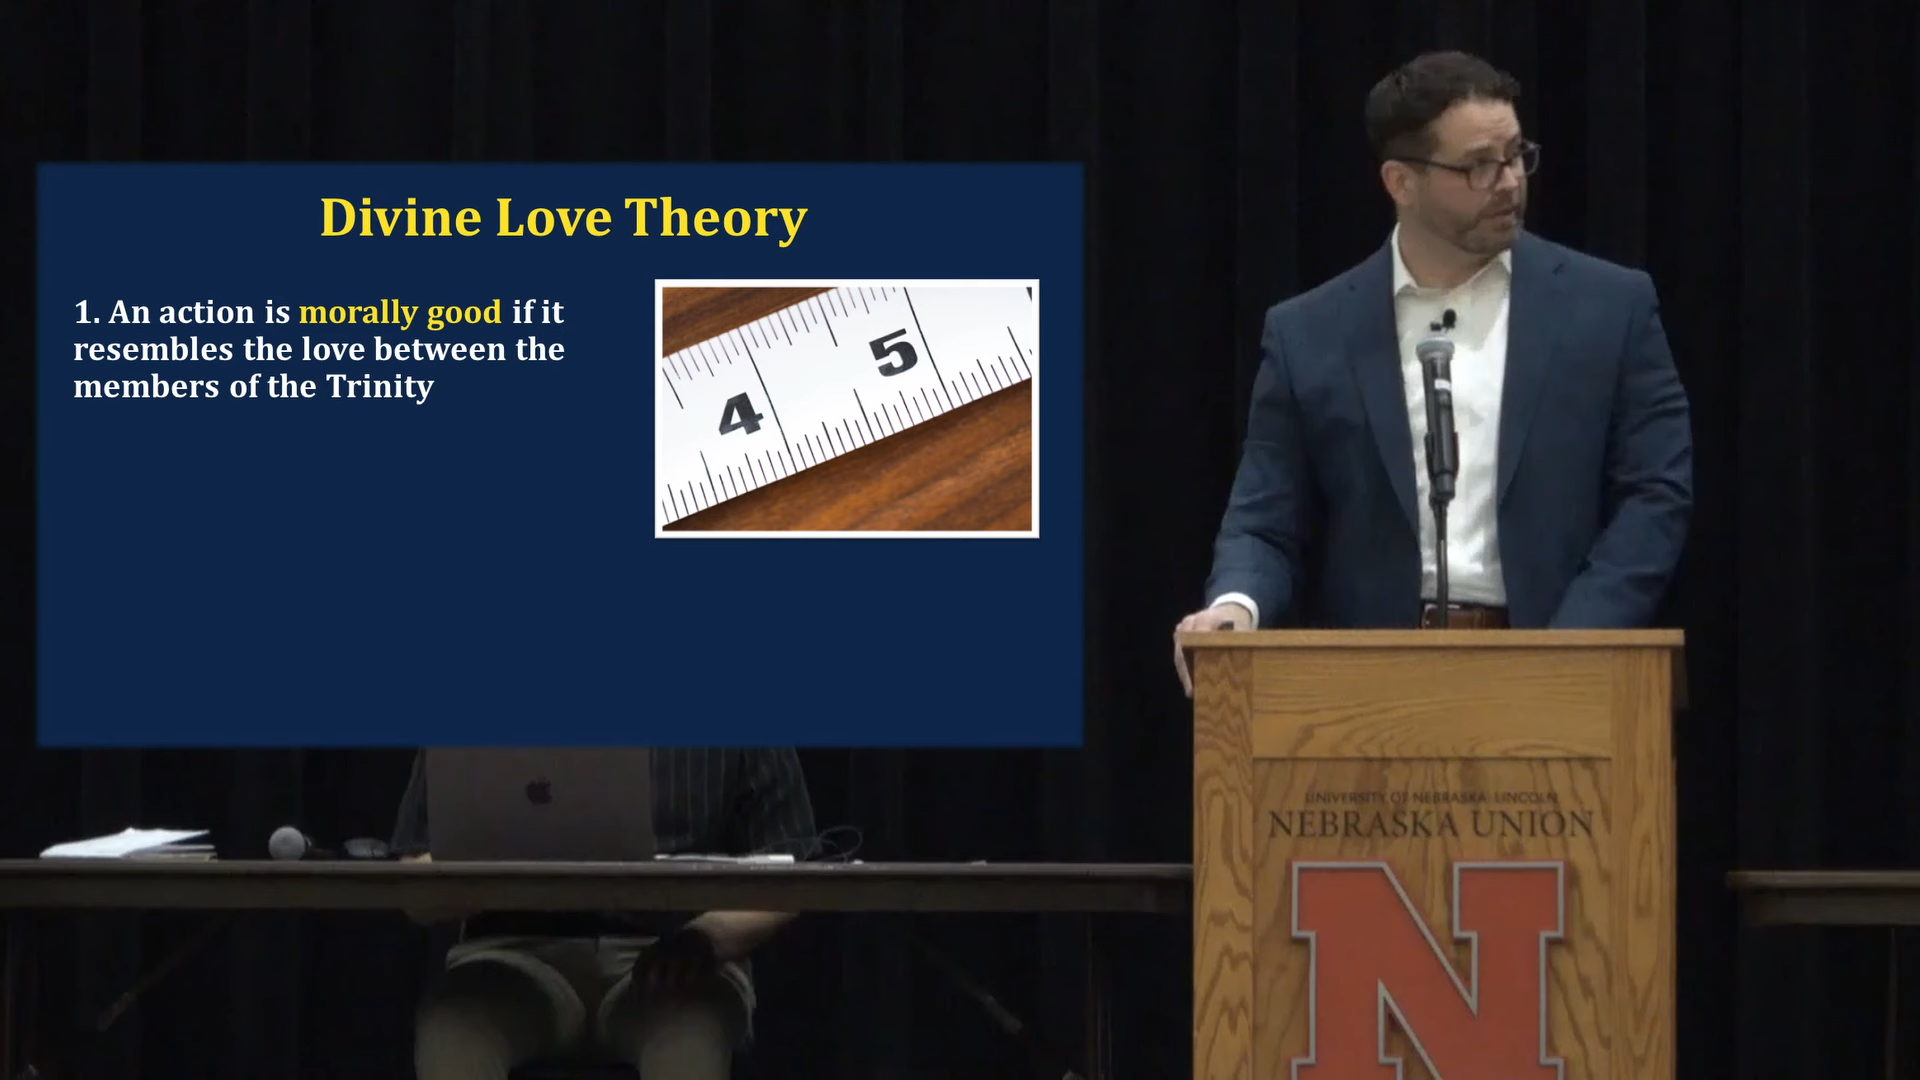 Divine Love Theory
1. An action is morally good if it
resembles the love between the
members of the Trinity
4
5
UNIVERSITY OF NEBRASKA-LINCOLN
NEBRASKA UNION
N